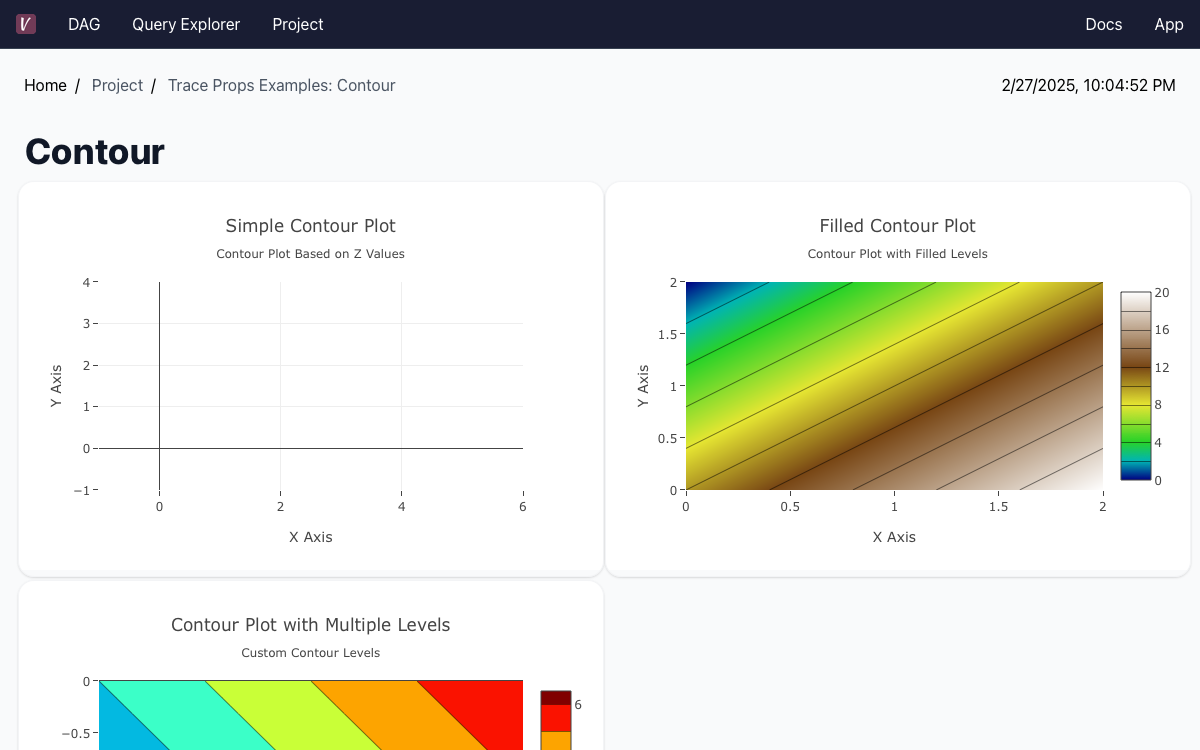 V DAG Query Explorer Project Docs App
Home / Project / Trace Props Examples: Contour 2/27/2025, 10:04:52 PM
Contour
Simple Contour Plot
Contour Plot Based on Z Values
4
3
2
1
0
−1
Y Axis
0 2 4 6
X Axis
Filled Contour Plot
Contour Plot with Filled Levels
2
1.5
1
0.5
0
Y Axis
0 0.5 1 1.5 2
X Axis
20
16
12
8
4
0
Contour Plot with Multiple Levels
Custom Contour Levels
0
−0.5
6